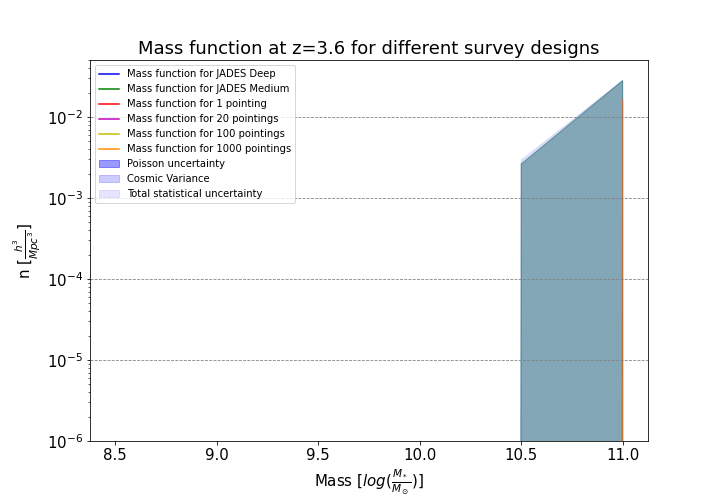 Mass function at z=3.6 for different survey designs
Mass function for JADES Deep
Mass function for JADES Medium
Mass function for 1 pointing
Mass function for 20 pointings
Mass function for 100 pointings
Mass function for 1000 pointings
Poisson uncertainty
Cosmic Variance
Total statistical uncertainty
n [h³/Mpc³]
10⁻²
10⁻³
10⁻⁴
10⁻⁵
10⁻⁶
8.5 9.0 9.5 10.0 10.5 11.0
Mass [log(M⋆/M⊙)]